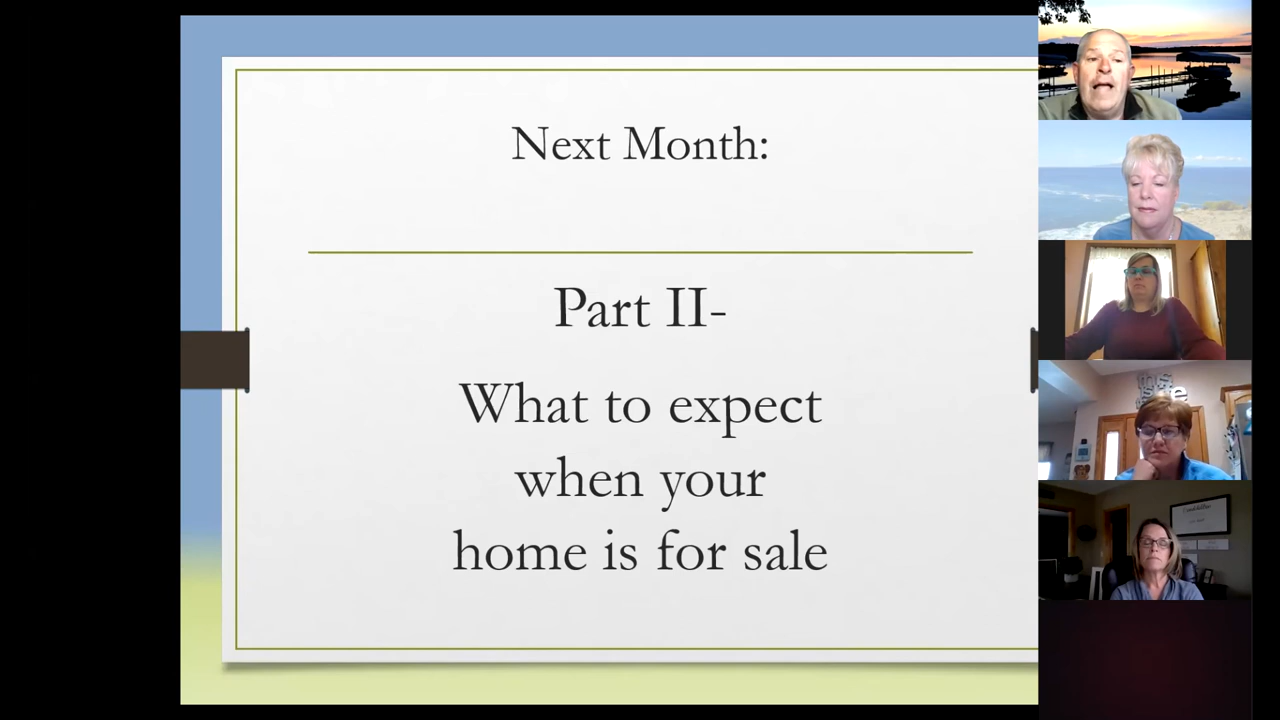 Next Month:
Part II-
What to expect
when your
home is for sale